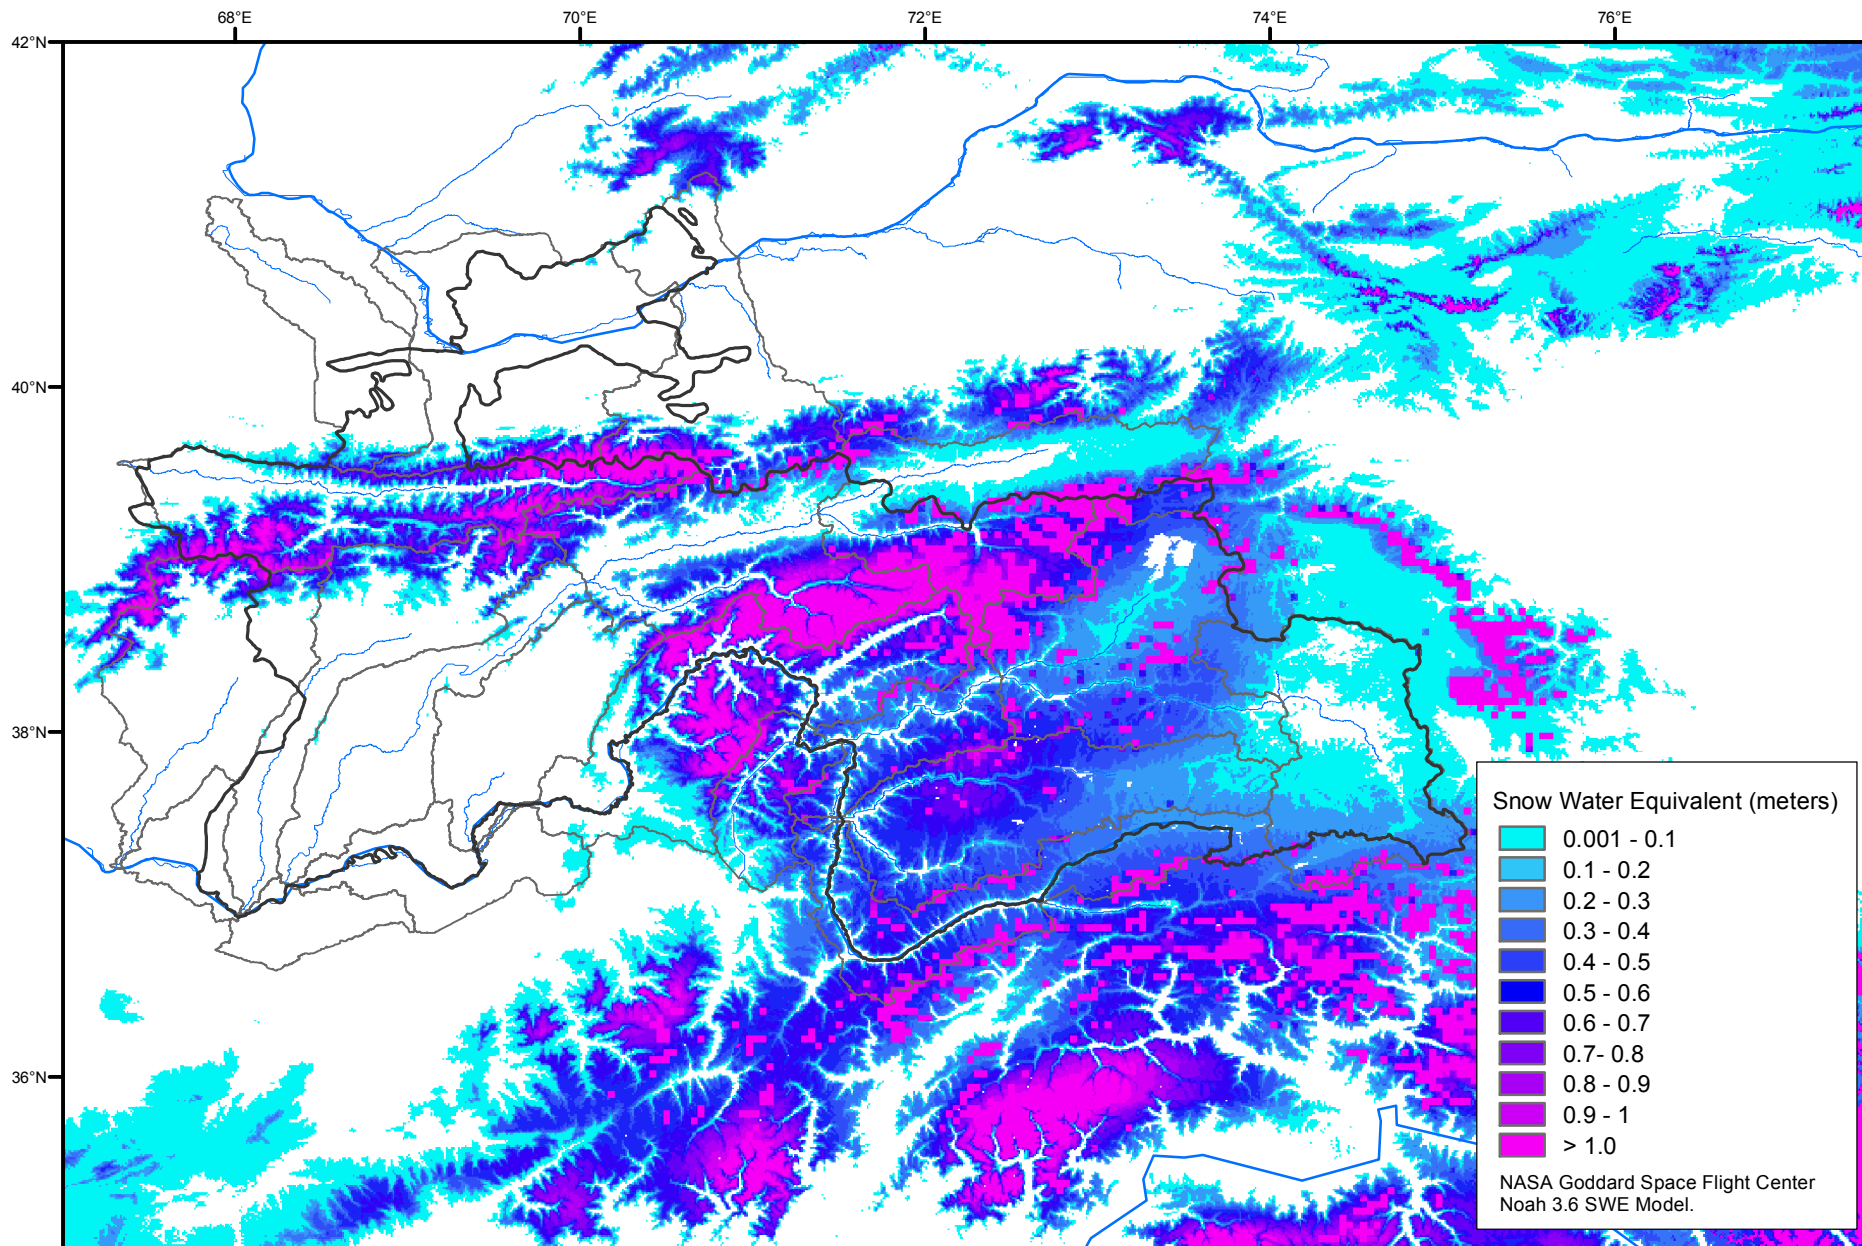 68°E
70°E
72°E
74°E
76°E
42°N
40°N
38°N
36°N
Snow Water Equivalent (meters)
0.001 - 0.1
0.1 - 0.2
0.2 - 0.3
0.3 - 0.4
0.4 - 0.5
0.5 - 0.6
0.6 - 0.7
0.7- 0.8
0.8 - 0.9
0.9 - 1
> 1.0
NASA Goddard Space Flight Center
Noah 3.6 SWE Model.